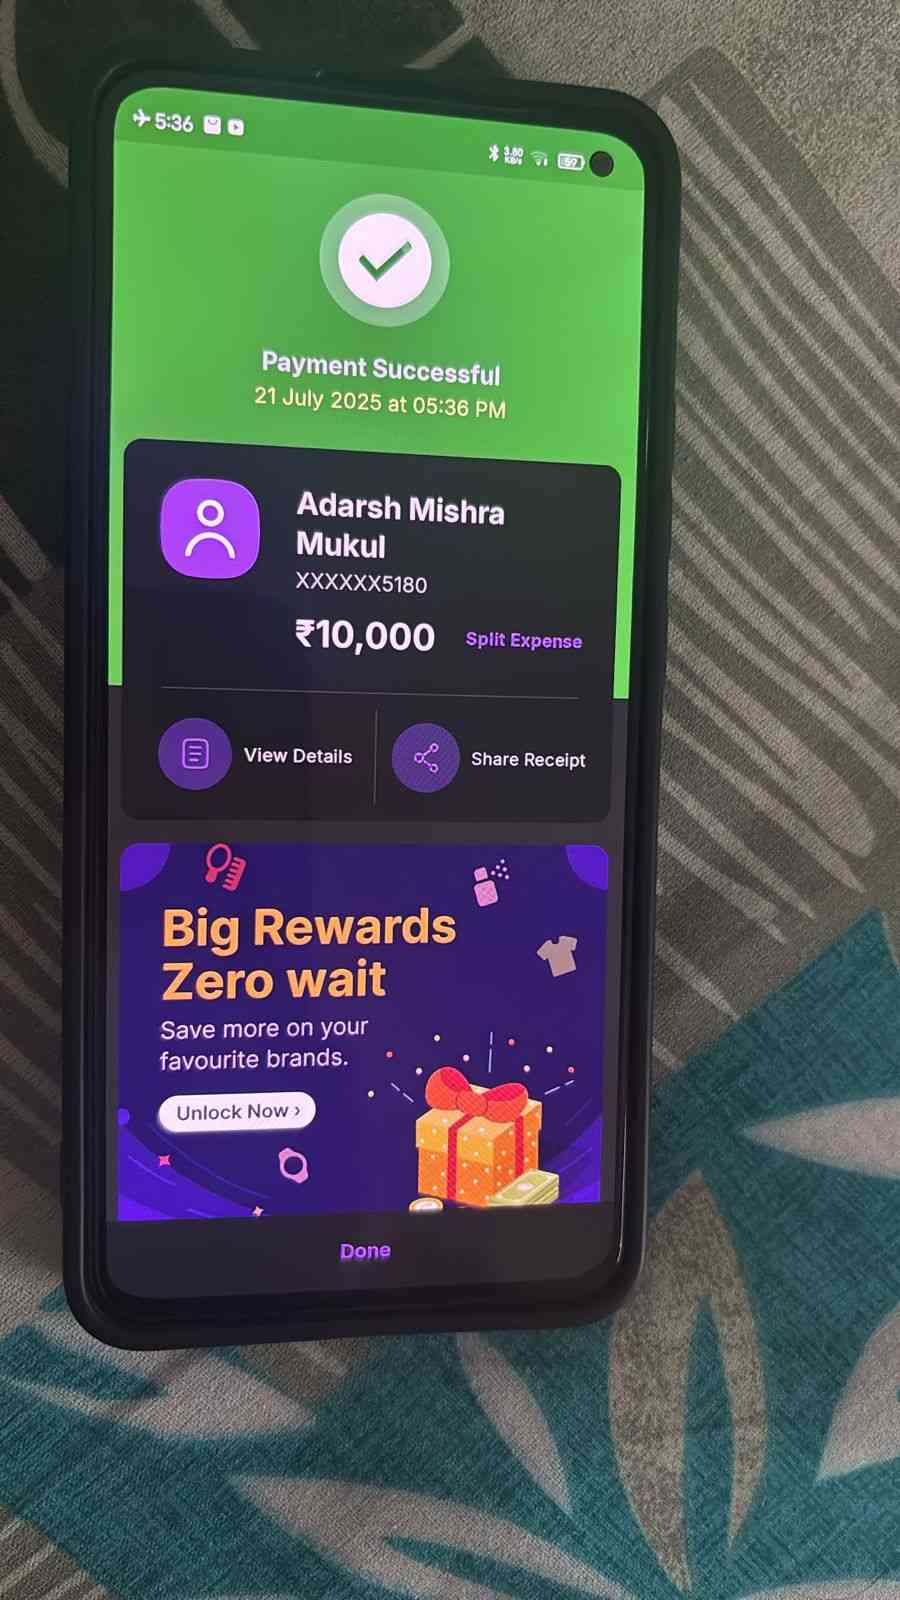 5:36
3.80
KB/s
59
Payment Successful
21 July 2025 at 05:36 PM
Adarsh Mishra
Mukul
XXXXXX5180
₹10,000 Split Expense
View Details Share Receipt
Big Rewards
Zero wait
Save more on your
favourite brands.
Unlock Now ›
Done